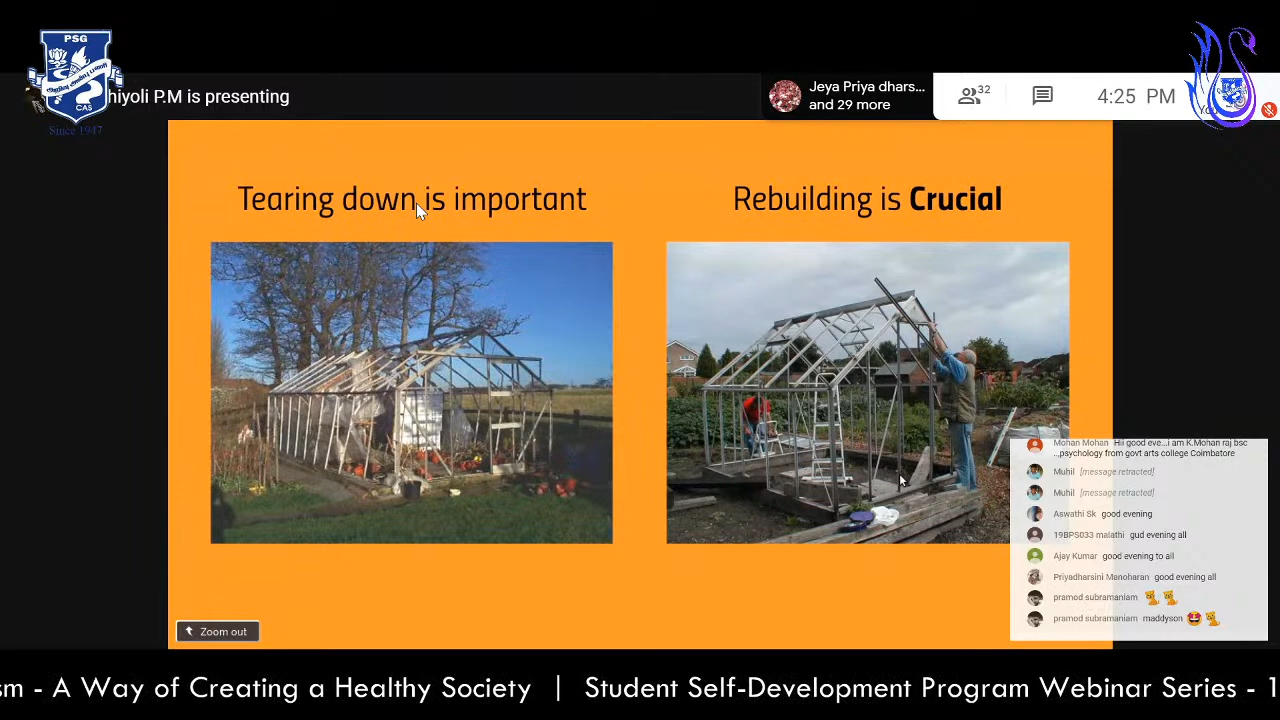 PSG
CAS
Since 1947
hiyoli P.M is presenting
Jeya Priya dhars...
and 29 more
32
4:25 PM
Tearing down is important
Rebuilding is Crucial
Mohan Mohan Hii good eve...i am K.Mohan raj bsc
..,psychology from govt arts college Coimbatore
Muhil [message retracted]
Muhil [message retracted]
Aswathi Sk good evening
19BPS033 malathi gud evening all
Ajay Kumar good evening to all
Priyadharsini Manoharan good evening all
pramod subramaniam 🐆 🐆
pramod subramaniam maddyson 🤩 🐆
Zoom out
sm - A Way of Creating a Healthy Society | Student Self-Development Program Webinar Series - 1